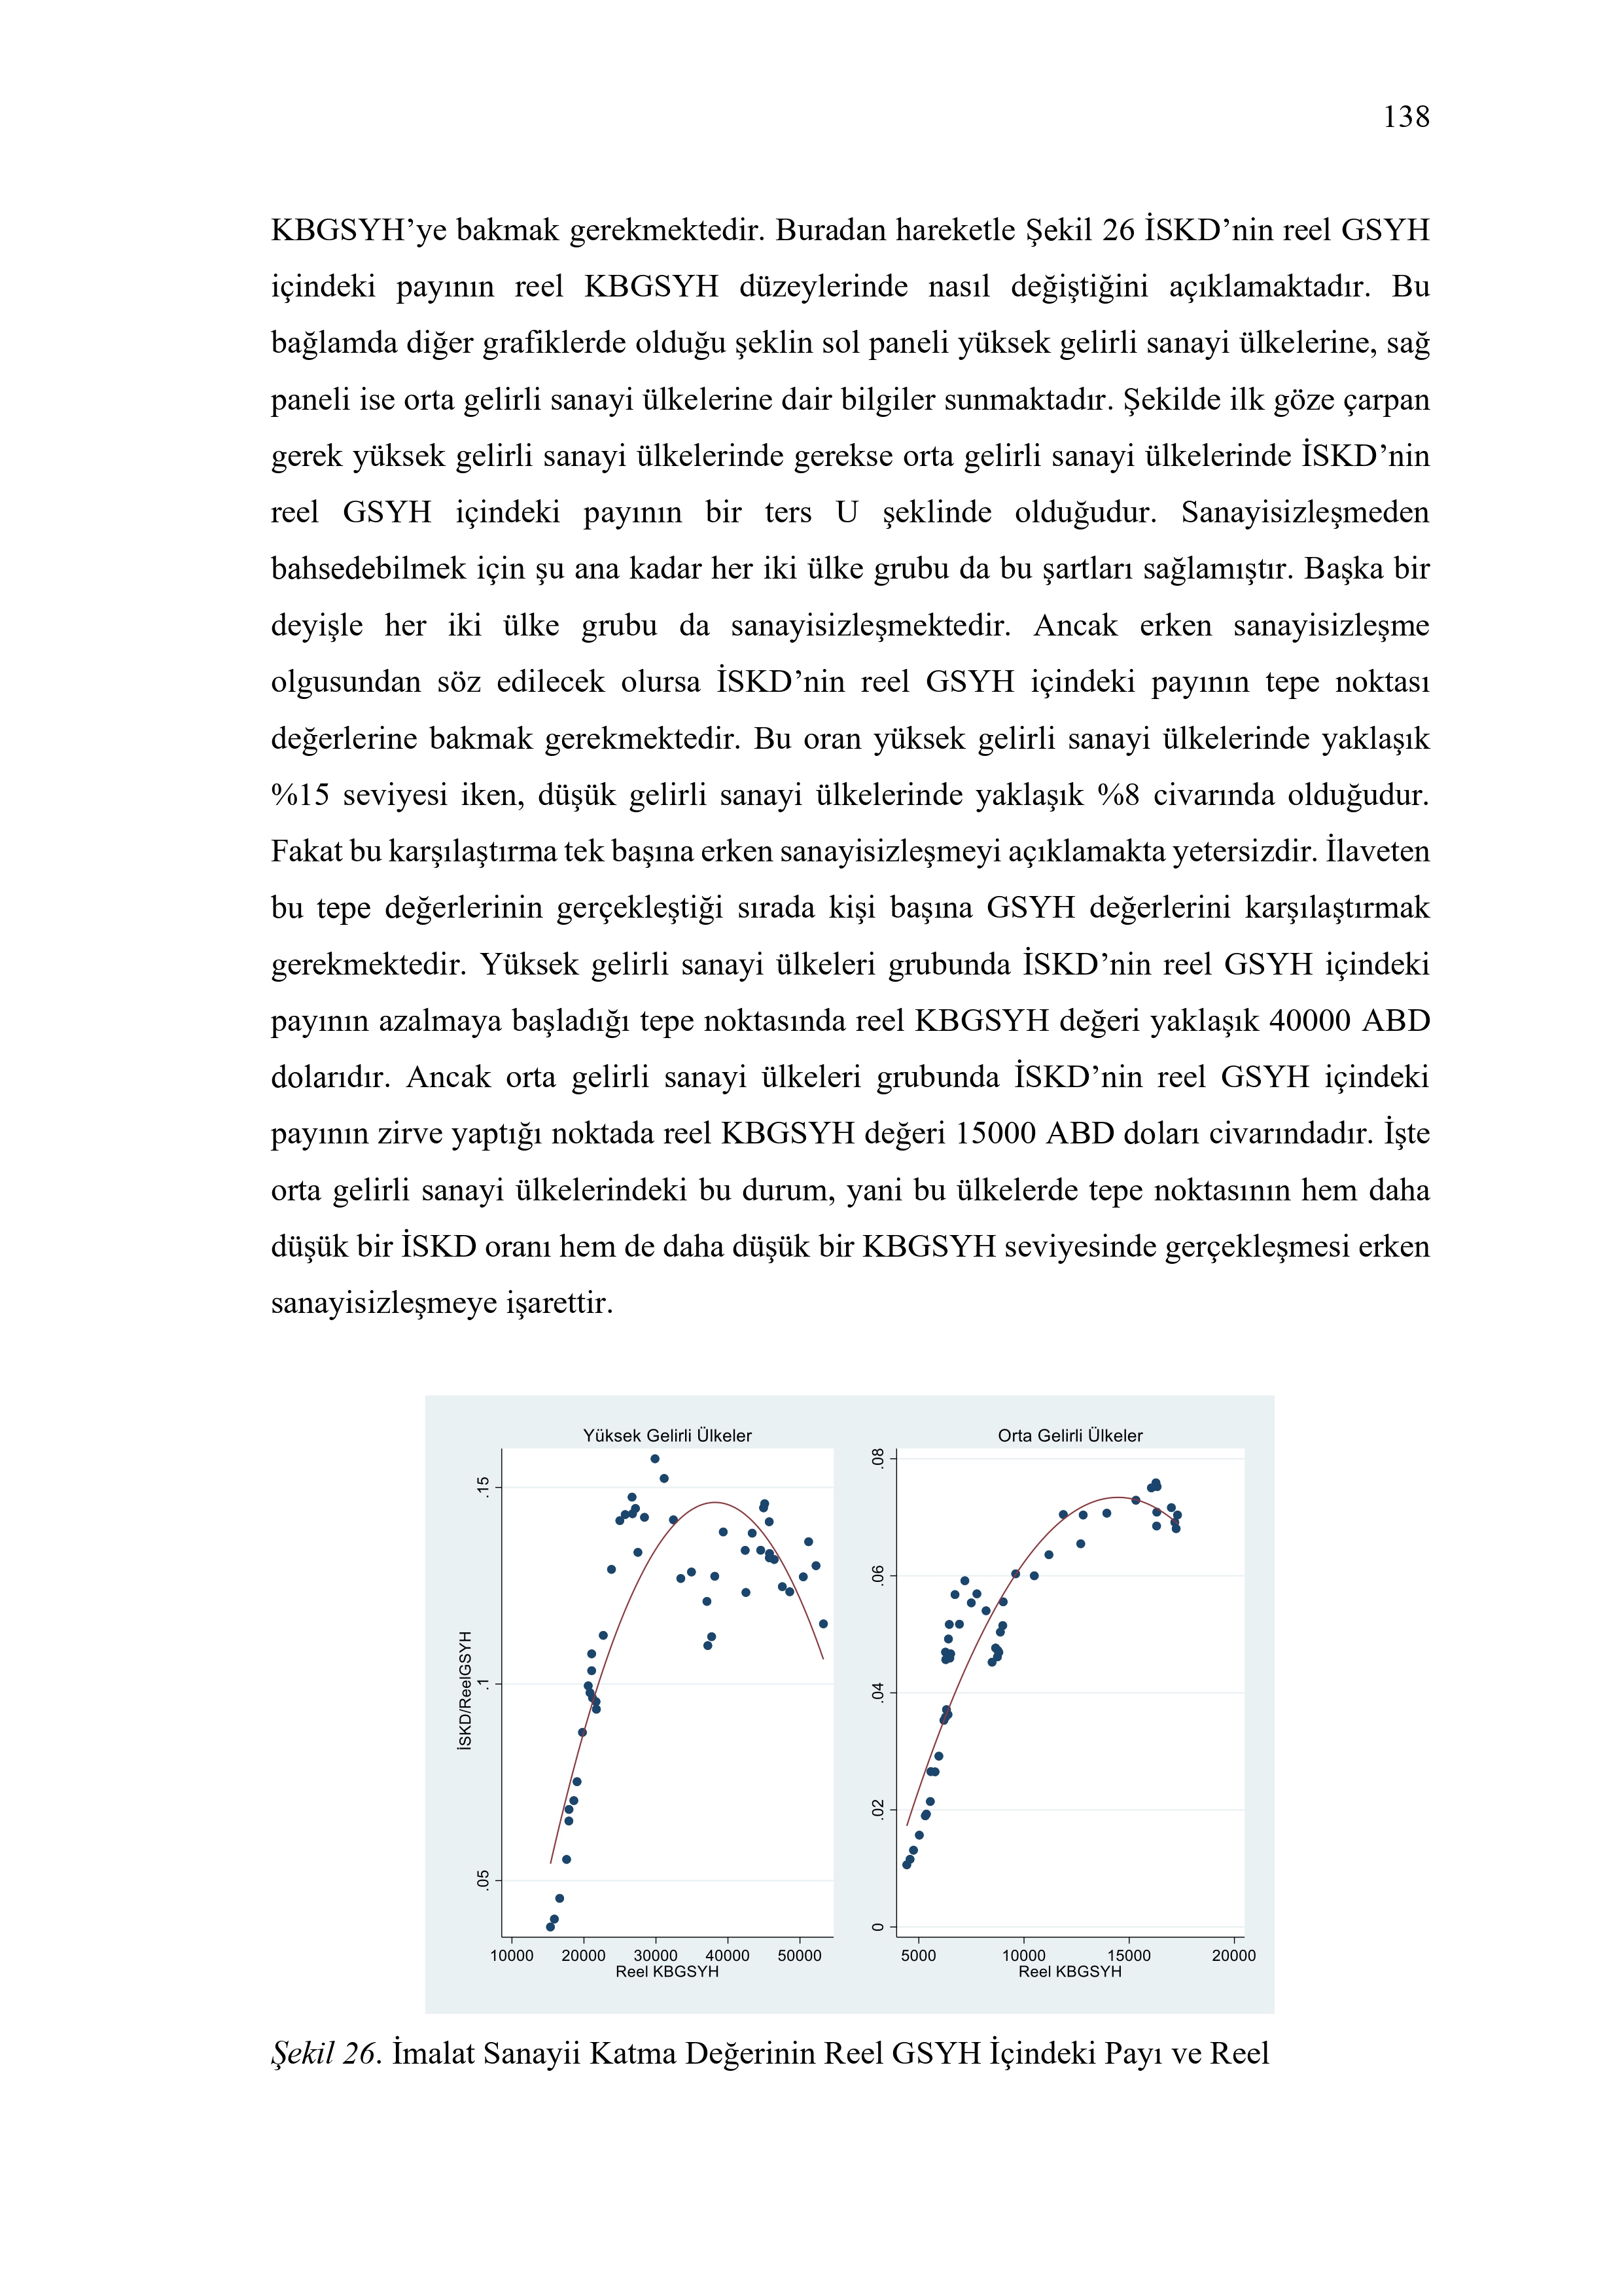 138
KBGSYH’ye bakmak gerekmektedir. Buradan hareketle Şekil 26 İSKD’nin reel GSYH
içindeki payının reel KBGSYH düzeylerinde nasıl değiştiğini açıklamaktadır. Bu
bağlamda diğer grafiklerde olduğu şeklin sol paneli yüksek gelirli sanayi ülkelerine, sağ
paneli ise orta gelirli sanayi ülkelerine dair bilgiler sunmaktadır. Şekilde ilk göze çarpan
gerek yüksek gelirli sanayi ülkelerinde gerekse orta gelirli sanayi ülkelerinde İSKD’nin
reel GSYH içindeki payının bir ters U şeklinde olduğudur. Sanayisizleşmeden
bahsedebilmek için şu ana kadar her iki ülke grubu da bu şartları sağlamıştır. Başka bir
deyişle her iki ülke grubu da sanayisizleşmektedir. Ancak erken sanayisizleşme
olgusundan söz edilecek olursa İSKD’nin reel GSYH içindeki payının tepe noktası
değerlerine bakmak gerekmektedir. Bu oran yüksek gelirli sanayi ülkelerinde yaklaşık
%15 seviyesi iken, düşük gelirli sanayi ülkelerinde yaklaşık %8 civarında olduğudur.
Fakat bu karşılaştırma tek başına erken sanayisizleşmeyi açıklamakta yetersizdir. İlaveten
bu tepe değerlerinin gerçekleştiği sırada kişi başına GSYH değerlerini karşılaştırmak
gerekmektedir. Yüksek gelirli sanayi ülkeleri grubunda İSKD’nin reel GSYH içindeki
payının azalmaya başladığı tepe noktasında reel KBGSYH değeri yaklaşık 40000 ABD
dolarıdır. Ancak orta gelirli sanayi ülkeleri grubunda İSKD’nin reel GSYH içindeki
payının zirve yaptığı noktada reel KBGSYH değeri 15000 ABD doları civarındadır. İşte
orta gelirli sanayi ülkelerindeki bu durum, yani bu ülkelerde tepe noktasının hem daha
düşük bir İSKD oranı hem de daha düşük bir KBGSYH seviyesinde gerçekleşmesi erken
sanayisizleşmeye işarettir.
Yüksek Gelirli Ülkeler
İSKD/ReelGSYH
.15
.1
.05
10000 20000 30000 40000 50000
Reel KBGSYH
Orta Gelirli Ülkeler
.08
.06
.04
.02
0
5000 10000 15000 20000
Reel KBGSYH
Şekil 26. İmalat Sanayii Katma Değerinin Reel GSYH İçindeki Payı ve Reel